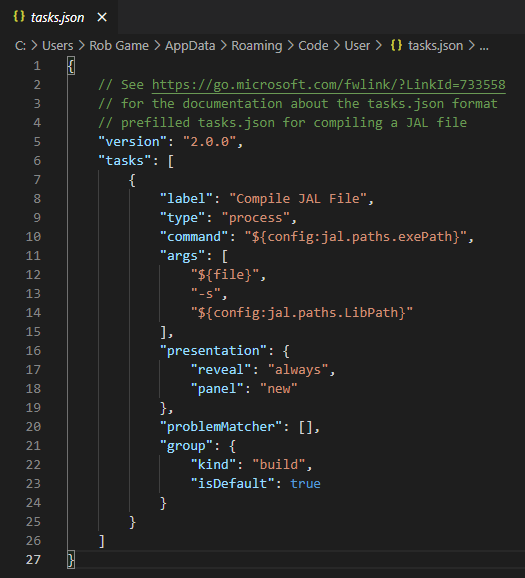 {} tasks.json ×
C: > Users > Rob Game > AppData > Roaming > Code > User > {} tasks.json > ...
1 {
2 // See https://go.microsoft.com/fwlink/?LinkId=733558
3 // for the documentation about the tasks.json format
4 // prefilled tasks.json for compiling a JAL file
5 "version": "2.0.0",
6 "tasks": [
7 {
8 "label": "Compile JAL File",
9 "type": "process",
10 "command": "${config:jal.paths.exePath}",
11 "args": [
12 "${file}",
13 "-s",
14 "${config:jal.paths.LibPath}"
15 ],
16 "presentation": {
17 "reveal": "always",
18 "panel": "new"
19 },
20 "problemMatcher": [],
21 "group": {
22 "kind": "build",
23 "isDefault": true
24 }
25 }
26 ]
27 }